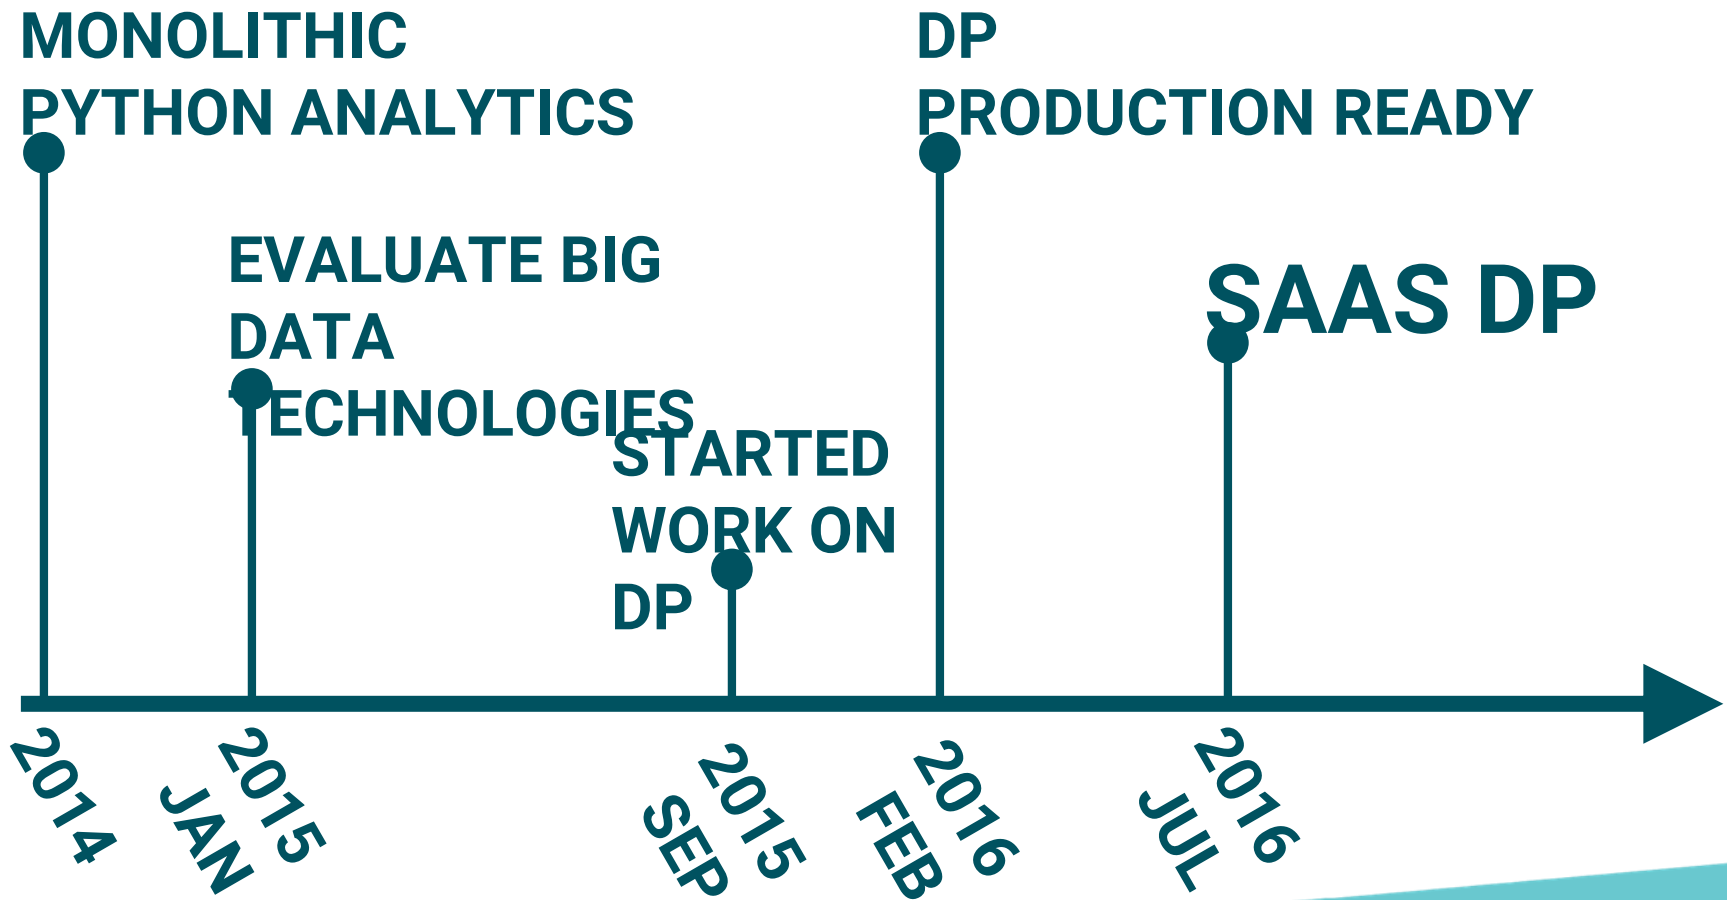 MONOLITHIC
PYTHON ANALYTICS
DP
PRODUCTION READY
EVALUATE BIG
DATA
TECHNOLOGIES
SAAS DP
STARTED
WORK ON
DP
2014
2015
JAN
2015
SEP
2016
FEB
2016
JUL